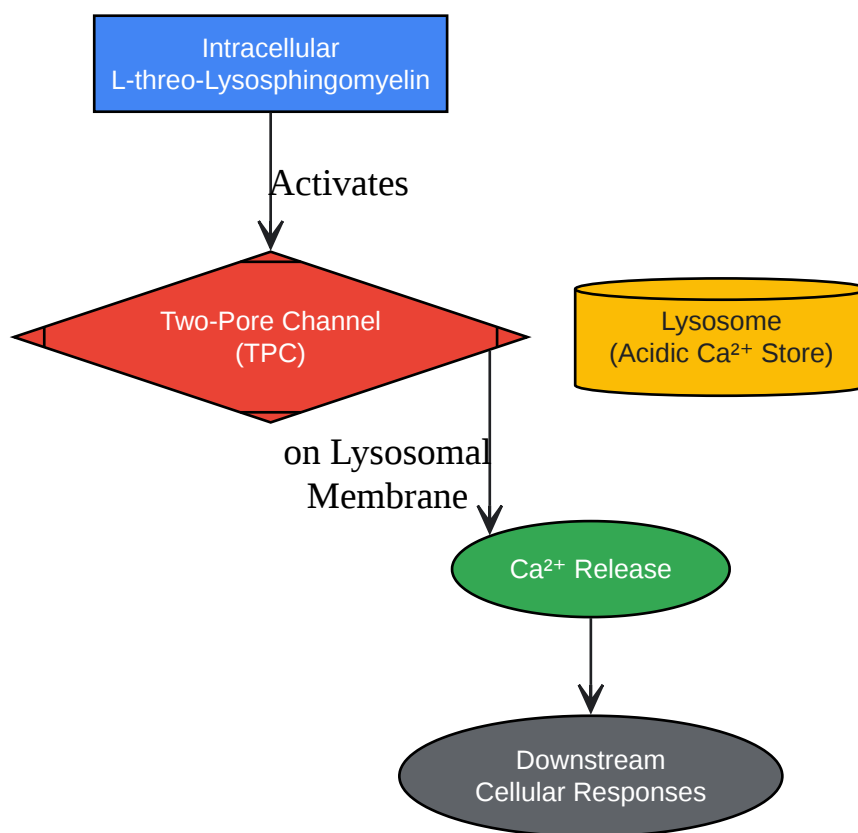 Intracellular
L-threo-Lysosphingomyelin
Activates
Two-Pore Channel
(TPC)
Lysosome
(Acidic Ca²⁺ Store)
on Lysosomal
Membrane
Ca²⁺ Release
Downstream
Cellular Responses